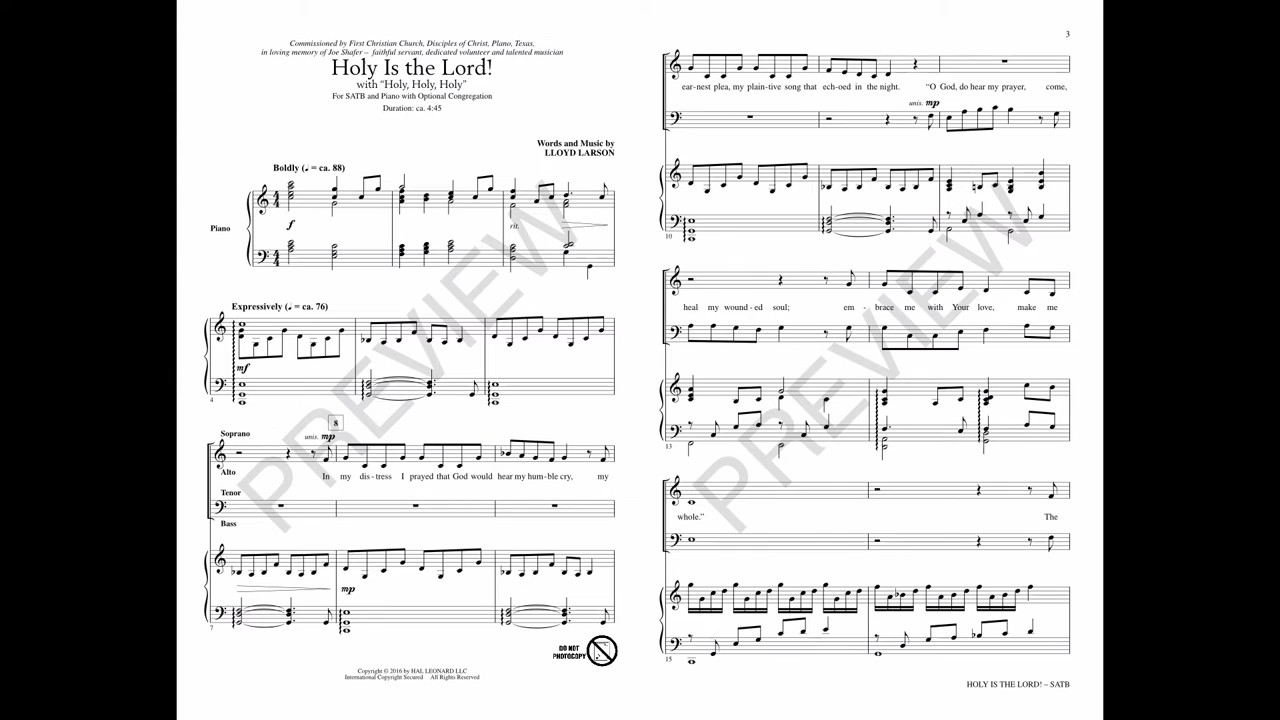 Commissioned by First Christian Church, Disciples of Christ, Plano, Texas,
in loving memory of Joe Shafer – faithful servant, dedicated volunteer and talented musician
Holy Is the Lord!
with “Holy, Holy, Holy”
For SATB and Piano with Optional Congregation
Duration: ca. 4:45
Words and Music by
LLOYD LARSON
Boldly (♩ = ca. 88)
Piano
f
rit.
Expressively (♩ = ca. 76)
mf
4
8
Soprano
unis. mp
Alto
In my dis - tress I prayed that God would hear my hum - ble cry, my
Tenor
Bass
mp
7
DO NOT
PHOTOCOPY
Copyright © 2016 by HAL LEONARD LLC
International Copyright Secured All Rights Reserved
3
ear - nest plea, my plain - tive song that ech - oed in the night. “O God, do hear my prayer, come,
unis. mp
10
heal my wound - ed soul; em - brace me with Your love, make me
13
whole.” The
15
HOLY IS THE LORD! – SATB
PREVIEW
PREVIEW